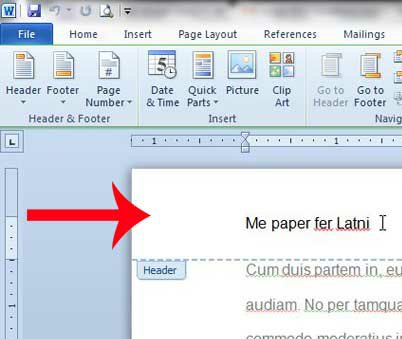 W
File Home Insert Page Layout References Mailings
Header Footer Page Number Date & Time Quick Parts Picture Clip Art Go to Header Go to Footer
Header & Footer Insert
L 1 1
Me paper fer Latni
Header
Cum duis partem in, eu
audiam. No per tamqua
commodo moderatius in
1